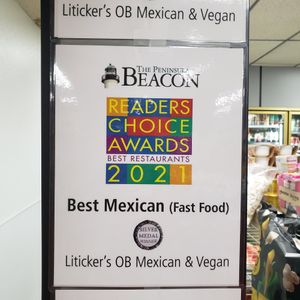 Liticker's OB Mexican & Vegan
THE PENINSULA
BEACON
READERS
CHOICE
AWARDS
BEST RESTAURANTS
2021
Best Mexican (Fast Food)
SILVER
MEDAL
WINNER
Liticker's OB Mexican & Vegan